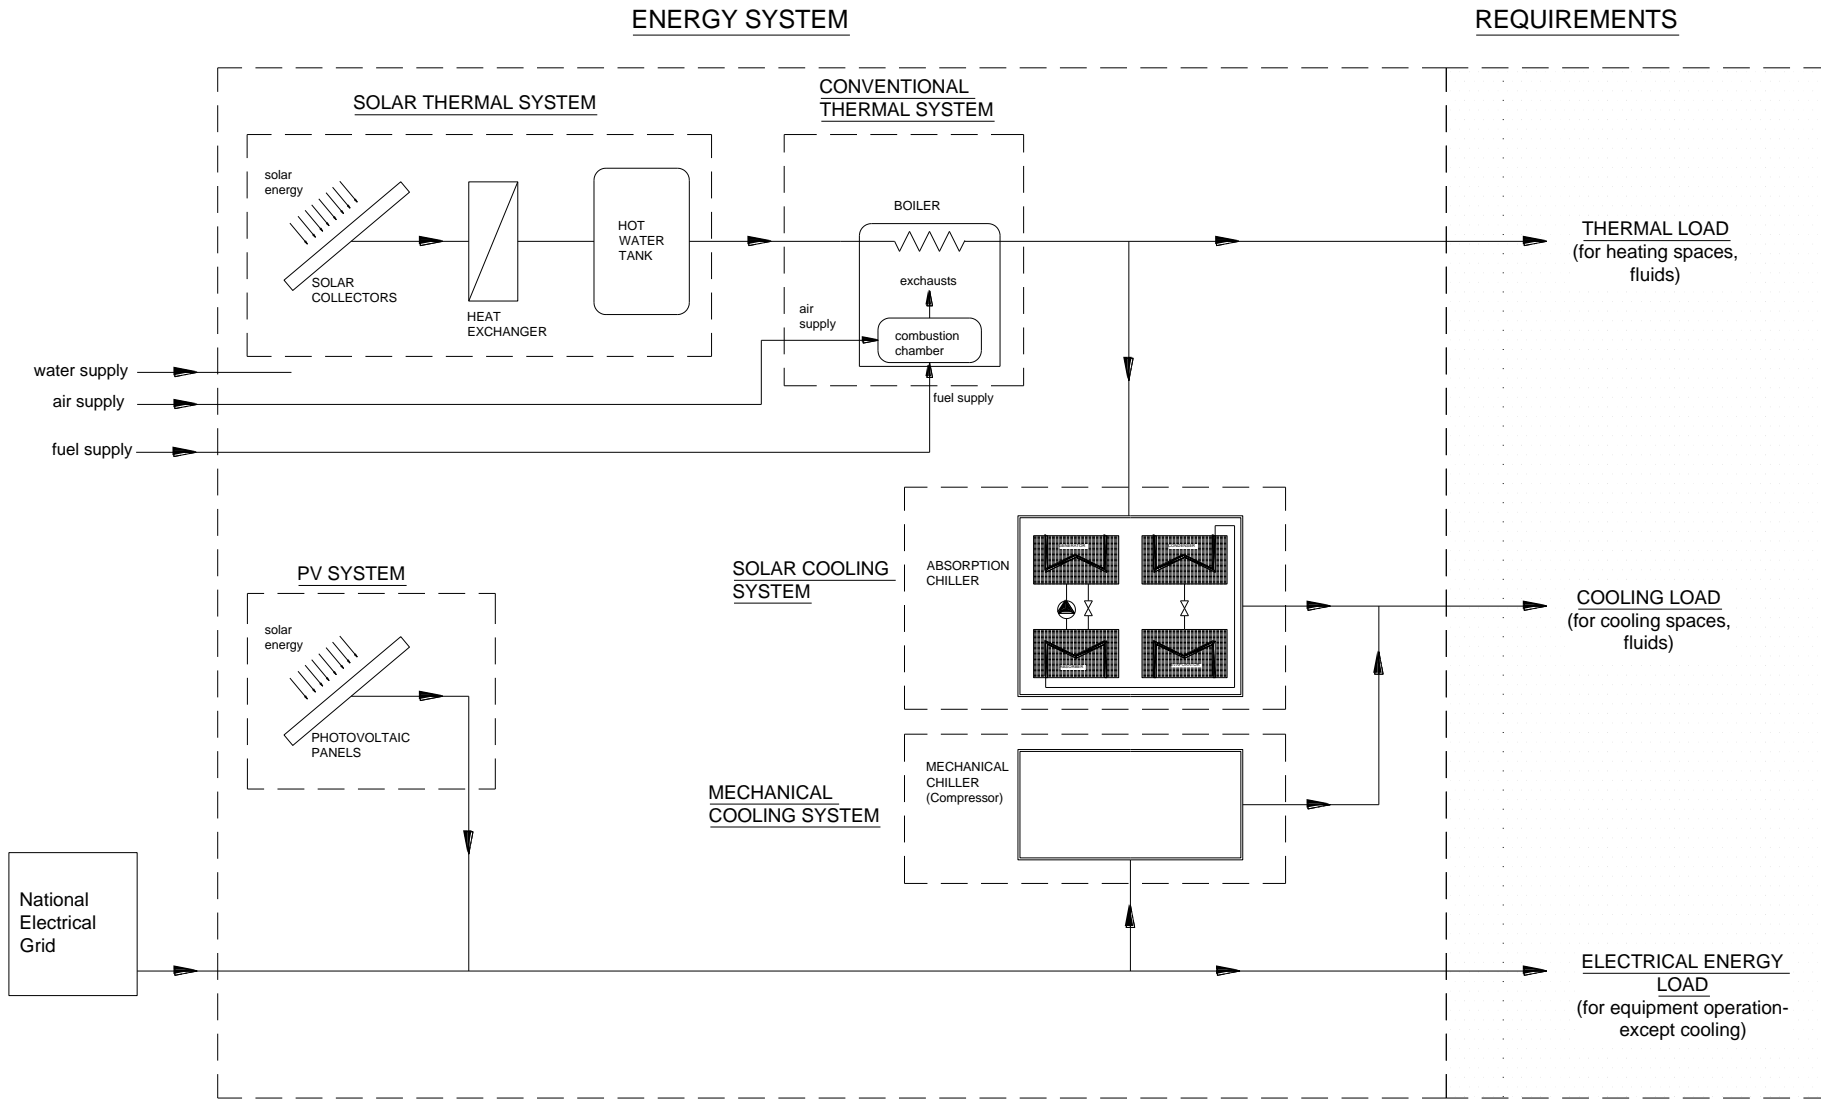 ENERGY SYSTEM
REQUIREMENTS
SOLAR THERMAL SYSTEM
CONVENTIONAL
THERMAL SYSTEM
solar
energy
SOLAR
COLLECTORS
HEAT
EXCHANGER
HOT
WATER
TANK
BOILER
exchausts
air
supply
combustion
chamber
fuel supply
THERMAL LOAD
(for heating spaces,
fluids)
water supply
air supply
fuel supply
SOLAR COOLING
SYSTEM
ABSORPTION
CHILLER
COOLING LOAD
(for cooling spaces,
fluids)
PV SYSTEM
solar
energy
PHOTOVOLTAIC
PANELS
MECHANICAL
COOLING SYSTEM
MECHANICAL
CHILLER
(Compressor)
National
Electrical
Grid
ELECTRICAL ENERGY
LOAD
(for equipment operation-
except cooling)